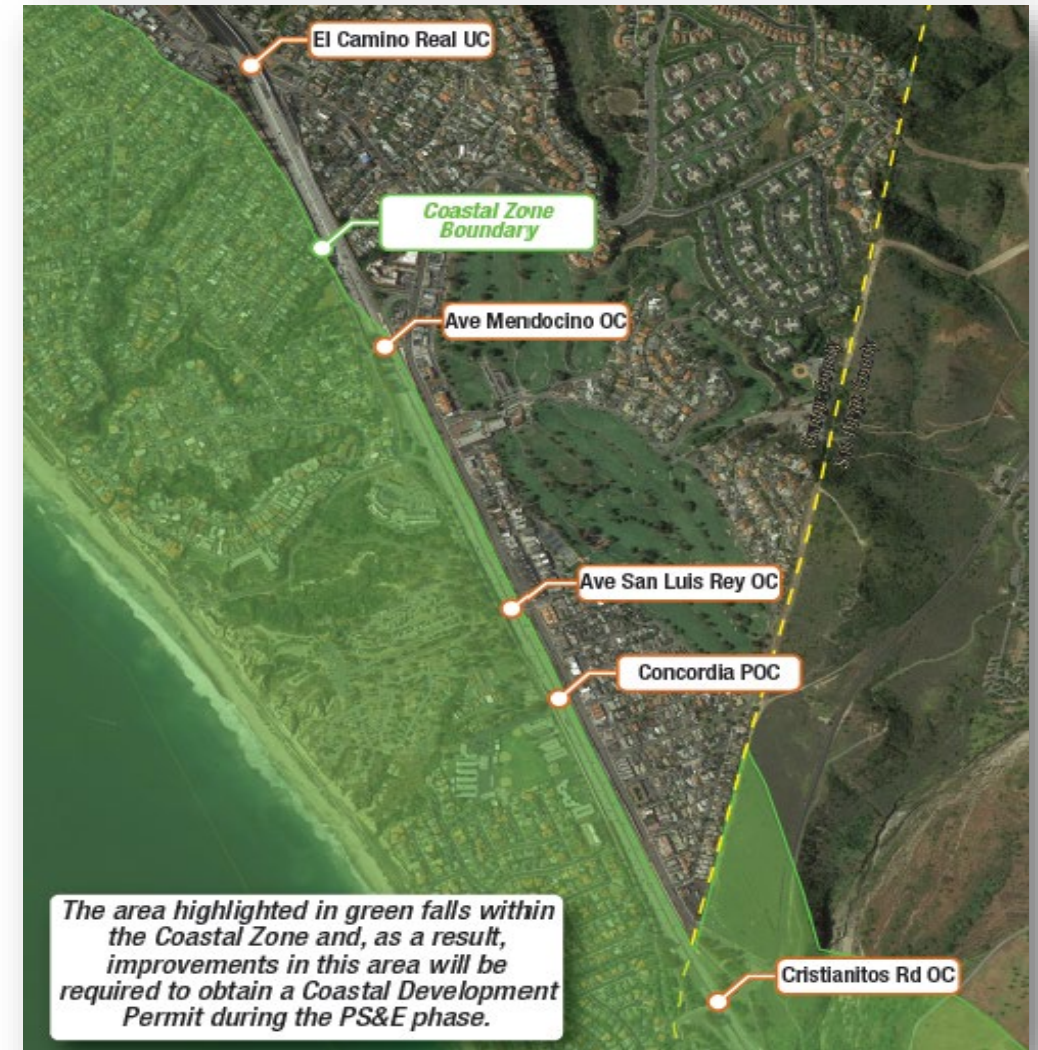 El Camino Real UC
Coastal Zone
Boundary
Ave Mendocino OC
Ave San Luis Rey OC
Concordia POC
The area highlighted in green falls within
the Coastal Zone and, as a result,
improvements in this area will be
required to obtain a Coastal Development
Permit during the PS&E phase.
Cristianitos Rd OC